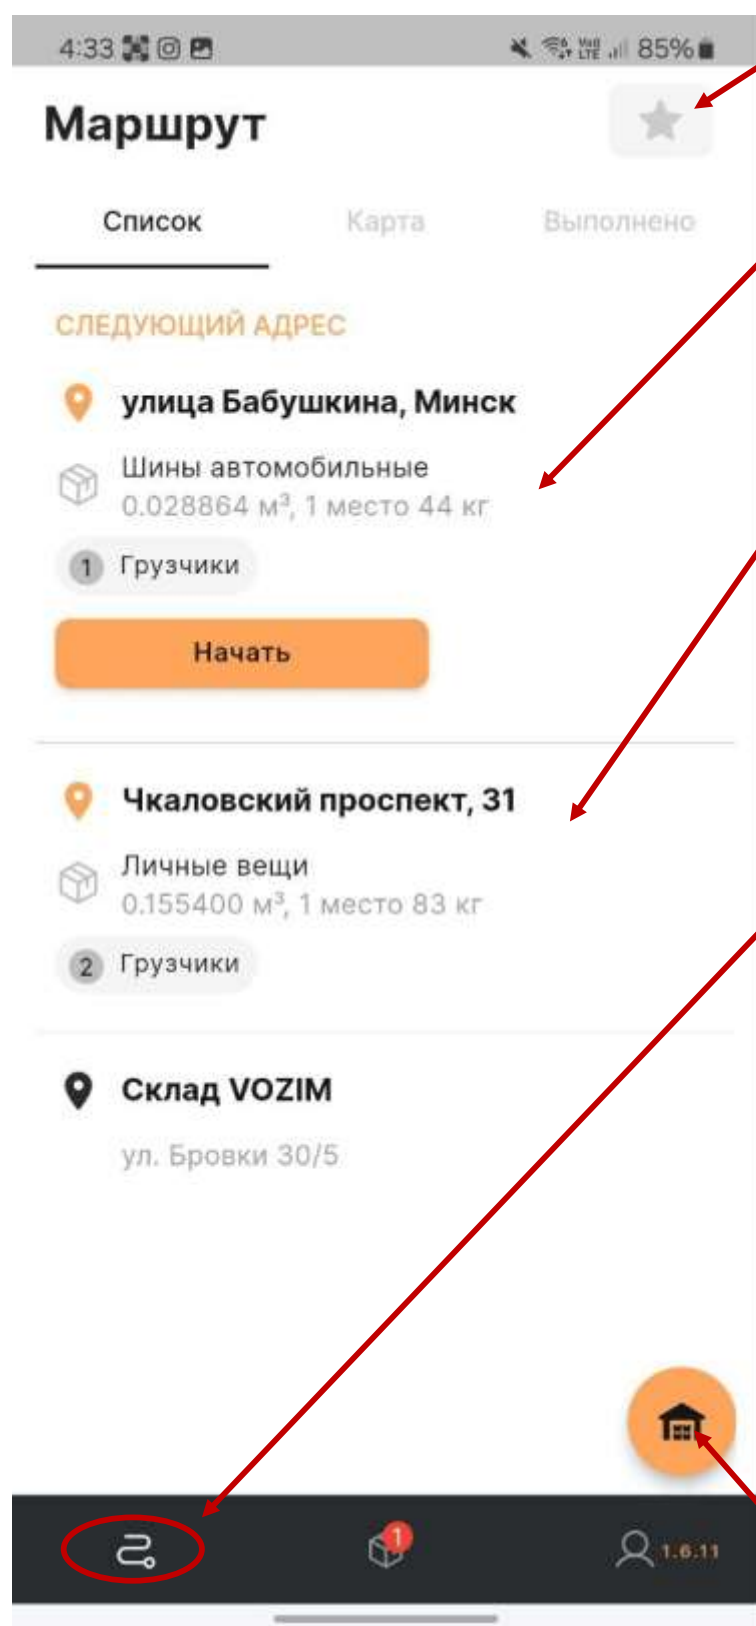 4:33 85%
Маршрут
Список Карта Выполнено
СЛЕДУЮЩИЙ АДРЕС
улица Бабушкина, Минск
Шины автомобильные
0.028864 м³, 1 место 44 кг
1 Грузчики
Начать
Чкаловский проспект, 31
Личные вещи
0.155400 м³, 1 место 83 кг
2 Грузчики
Склад VOZIM
ул. Бровки 30/5
1 1.6.11